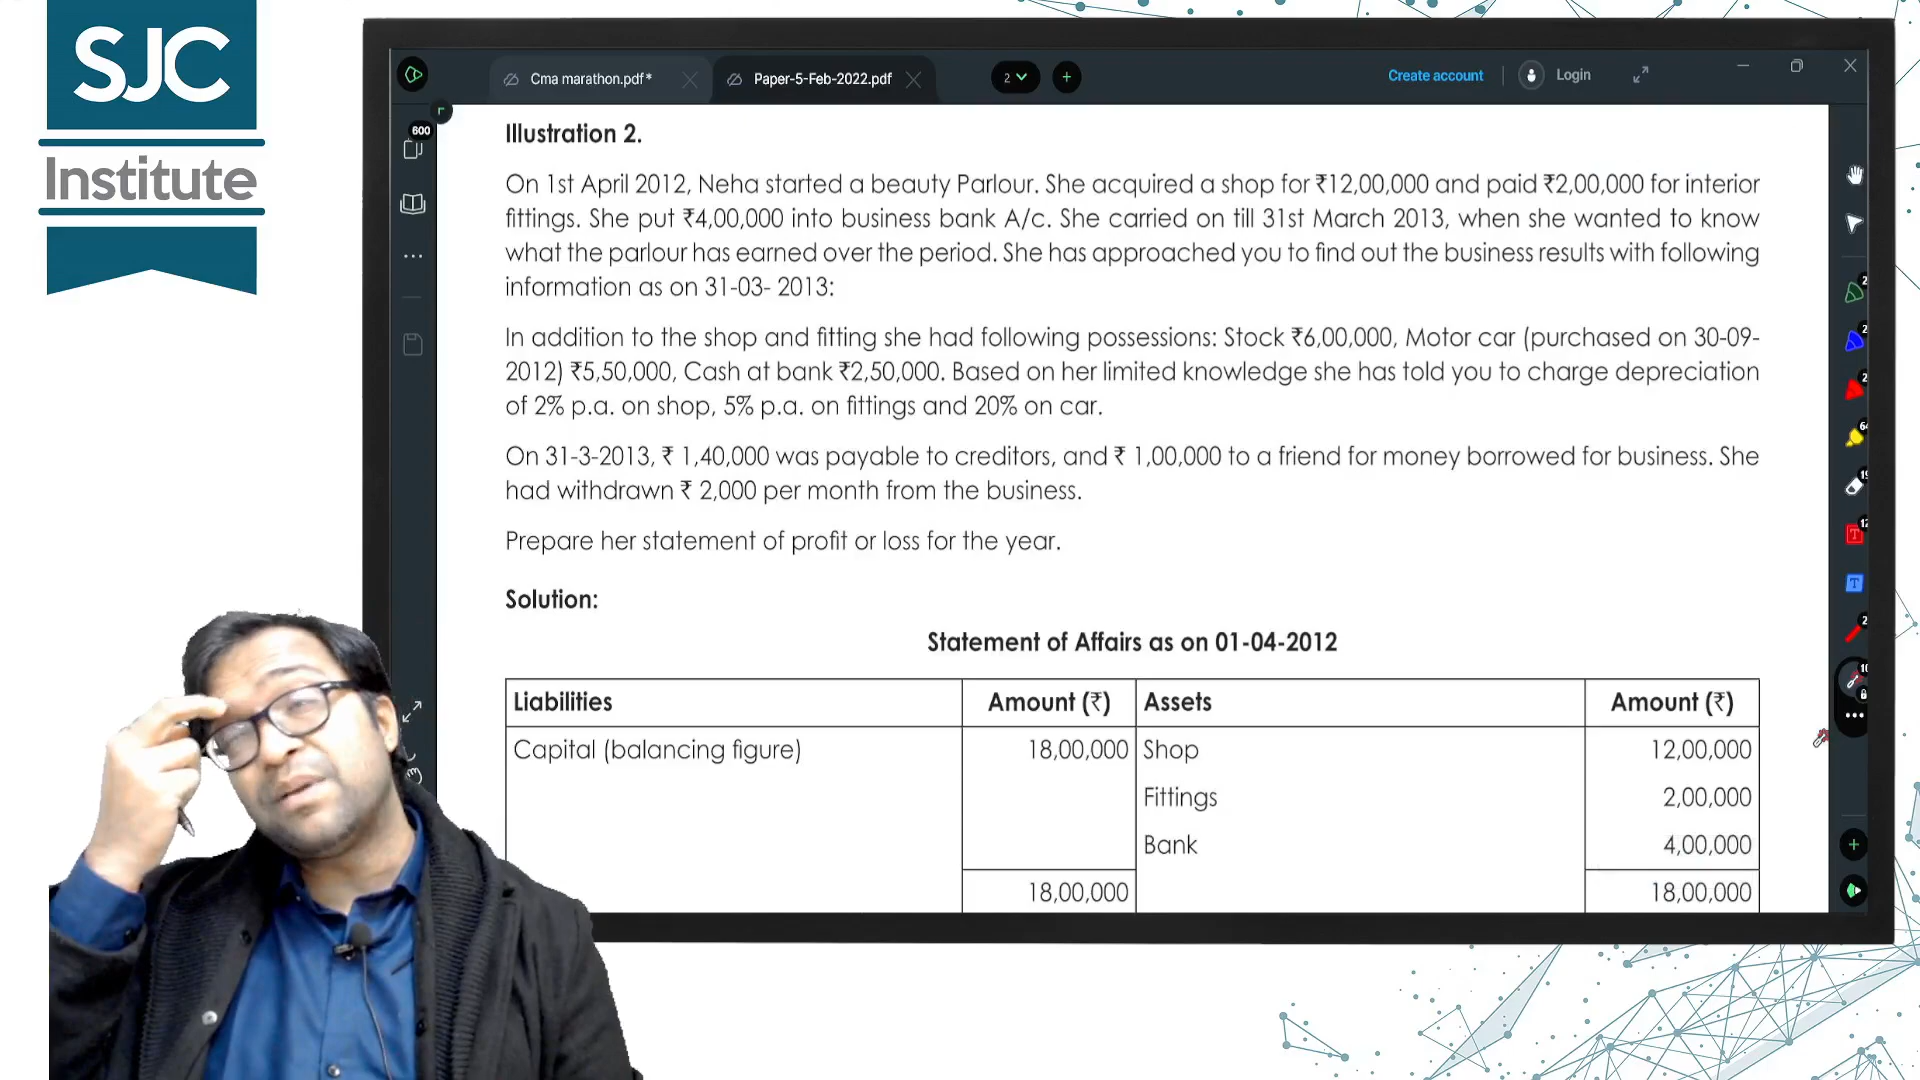 SJC
Institute
Cma marathon.pdf*
Paper-5-Feb-2022.pdf
2
Create account
Login
600
Illustration 2.
On 1st April 2012, Neha started a beauty Parlour. She acquired a shop for ₹12,00,000 and paid ₹2,00,000 for interior
fittings. She put ₹4,00,000 into business bank A/c. She carried on till 31st March 2013, when she wanted to know
what the parlour has earned over the period. She has approached you to find out the business results with following
information as on 31-03- 2013:
In addition to the shop and fitting she had following possessions: Stock ₹6,00,000, Motor car (purchased on 30-09-
2012) ₹5,50,000, Cash at bank ₹2,50,000. Based on her limited knowledge she has told you to charge depreciation
of 2% p.a. on shop, 5% p.a. on fittings and 20% on car.
On 31-3-2013, ₹ 1,40,000 was payable to creditors, and ₹ 1,00,000 to a friend for money borrowed for business. She
had withdrawn ₹ 2,000 per month from the business.
Prepare her statement of profit or loss for the year.
Solution:
Statement of Affairs as on 01-04-2012
Liabilities Amount (₹) Assets Amount (₹)
Capital (balancing figure) 18,00,000 Shop 12,00,000
Fittings 2,00,000
Bank 4,00,000
18,00,000 18,00,000